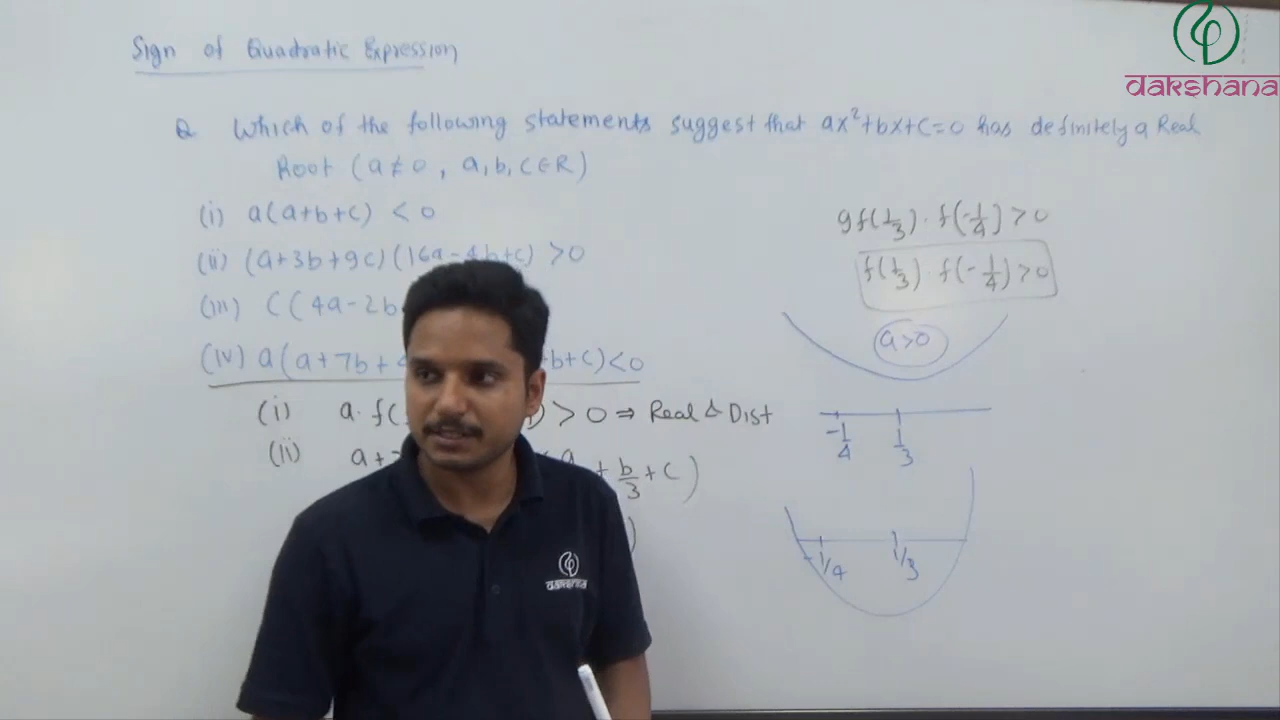 dakshana
Sign of Quadratic Expression
Q Which of the following statements suggest that ax²+bx+c=0 has definitely a Real
Root (a≠0, a,b,c∈R)
(i) a(a+b+c) < 0
(ii) (a+3b+9c)(16a-4b+c) >0
(iii) c(4a-2b
(iv) a(a+7b+ +b+c)<0
(i) a.f( ) > 0 ⇒ Real & Dist
(ii) a+ + b/3 + c)
9f(1/3).f(-1/4)>0
f(1/3).f(-1/4)>0
a>0
-1/4 1/3
-1/4 1/3
dakshana